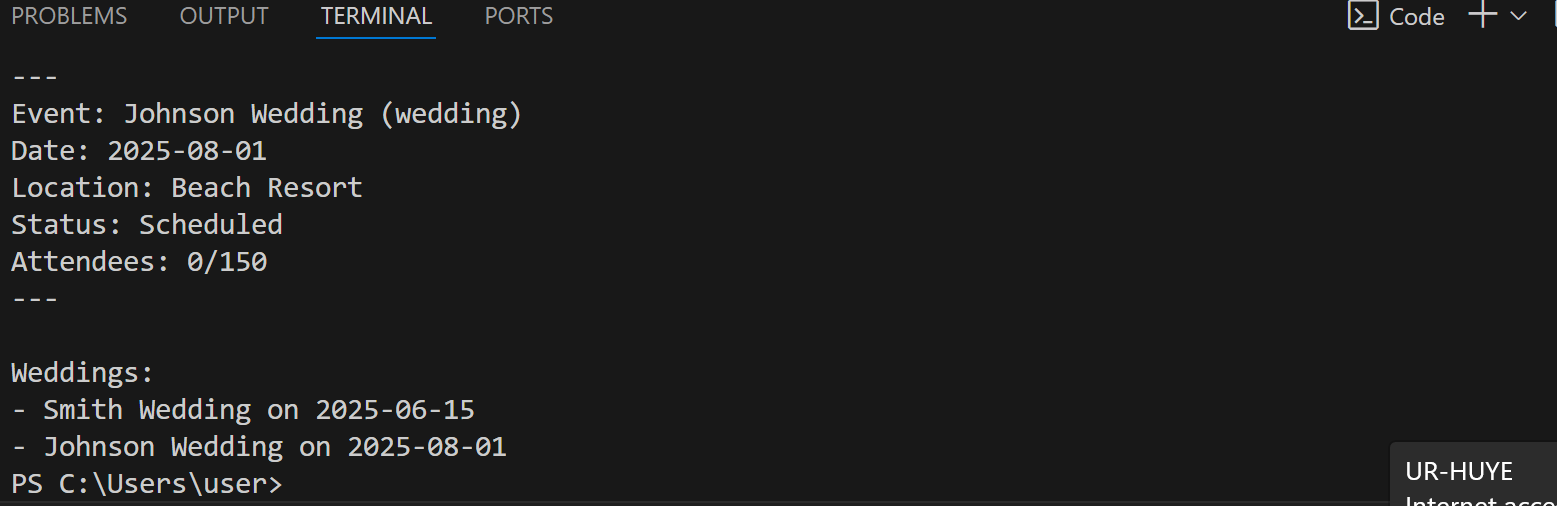 PROBLEMS OUTPUT TERMINAL PORTS Code
---
Event: Johnson Wedding (wedding)
Date: 2025-08-01
Location: Beach Resort
Status: Scheduled
Attendees: 0/150
---
Weddings:
- Smith Wedding on 2025-06-15
- Johnson Wedding on 2025-08-01
PS C:\Users\user>
UR-HUYE
Internet